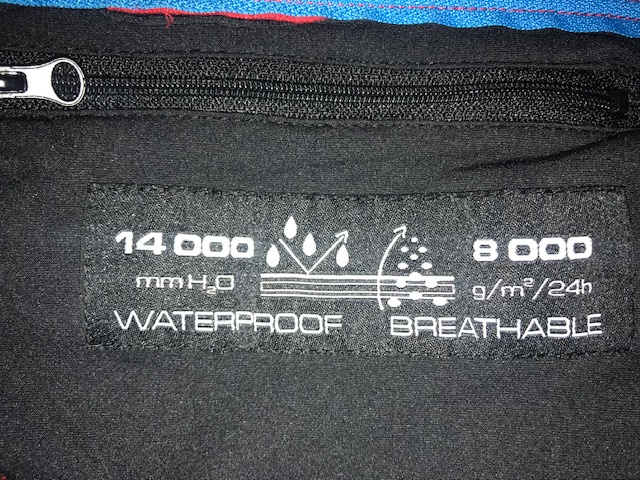 14 000 8 000
mm H₂O g/m²/24h
WATERPROOF BREATHABLE